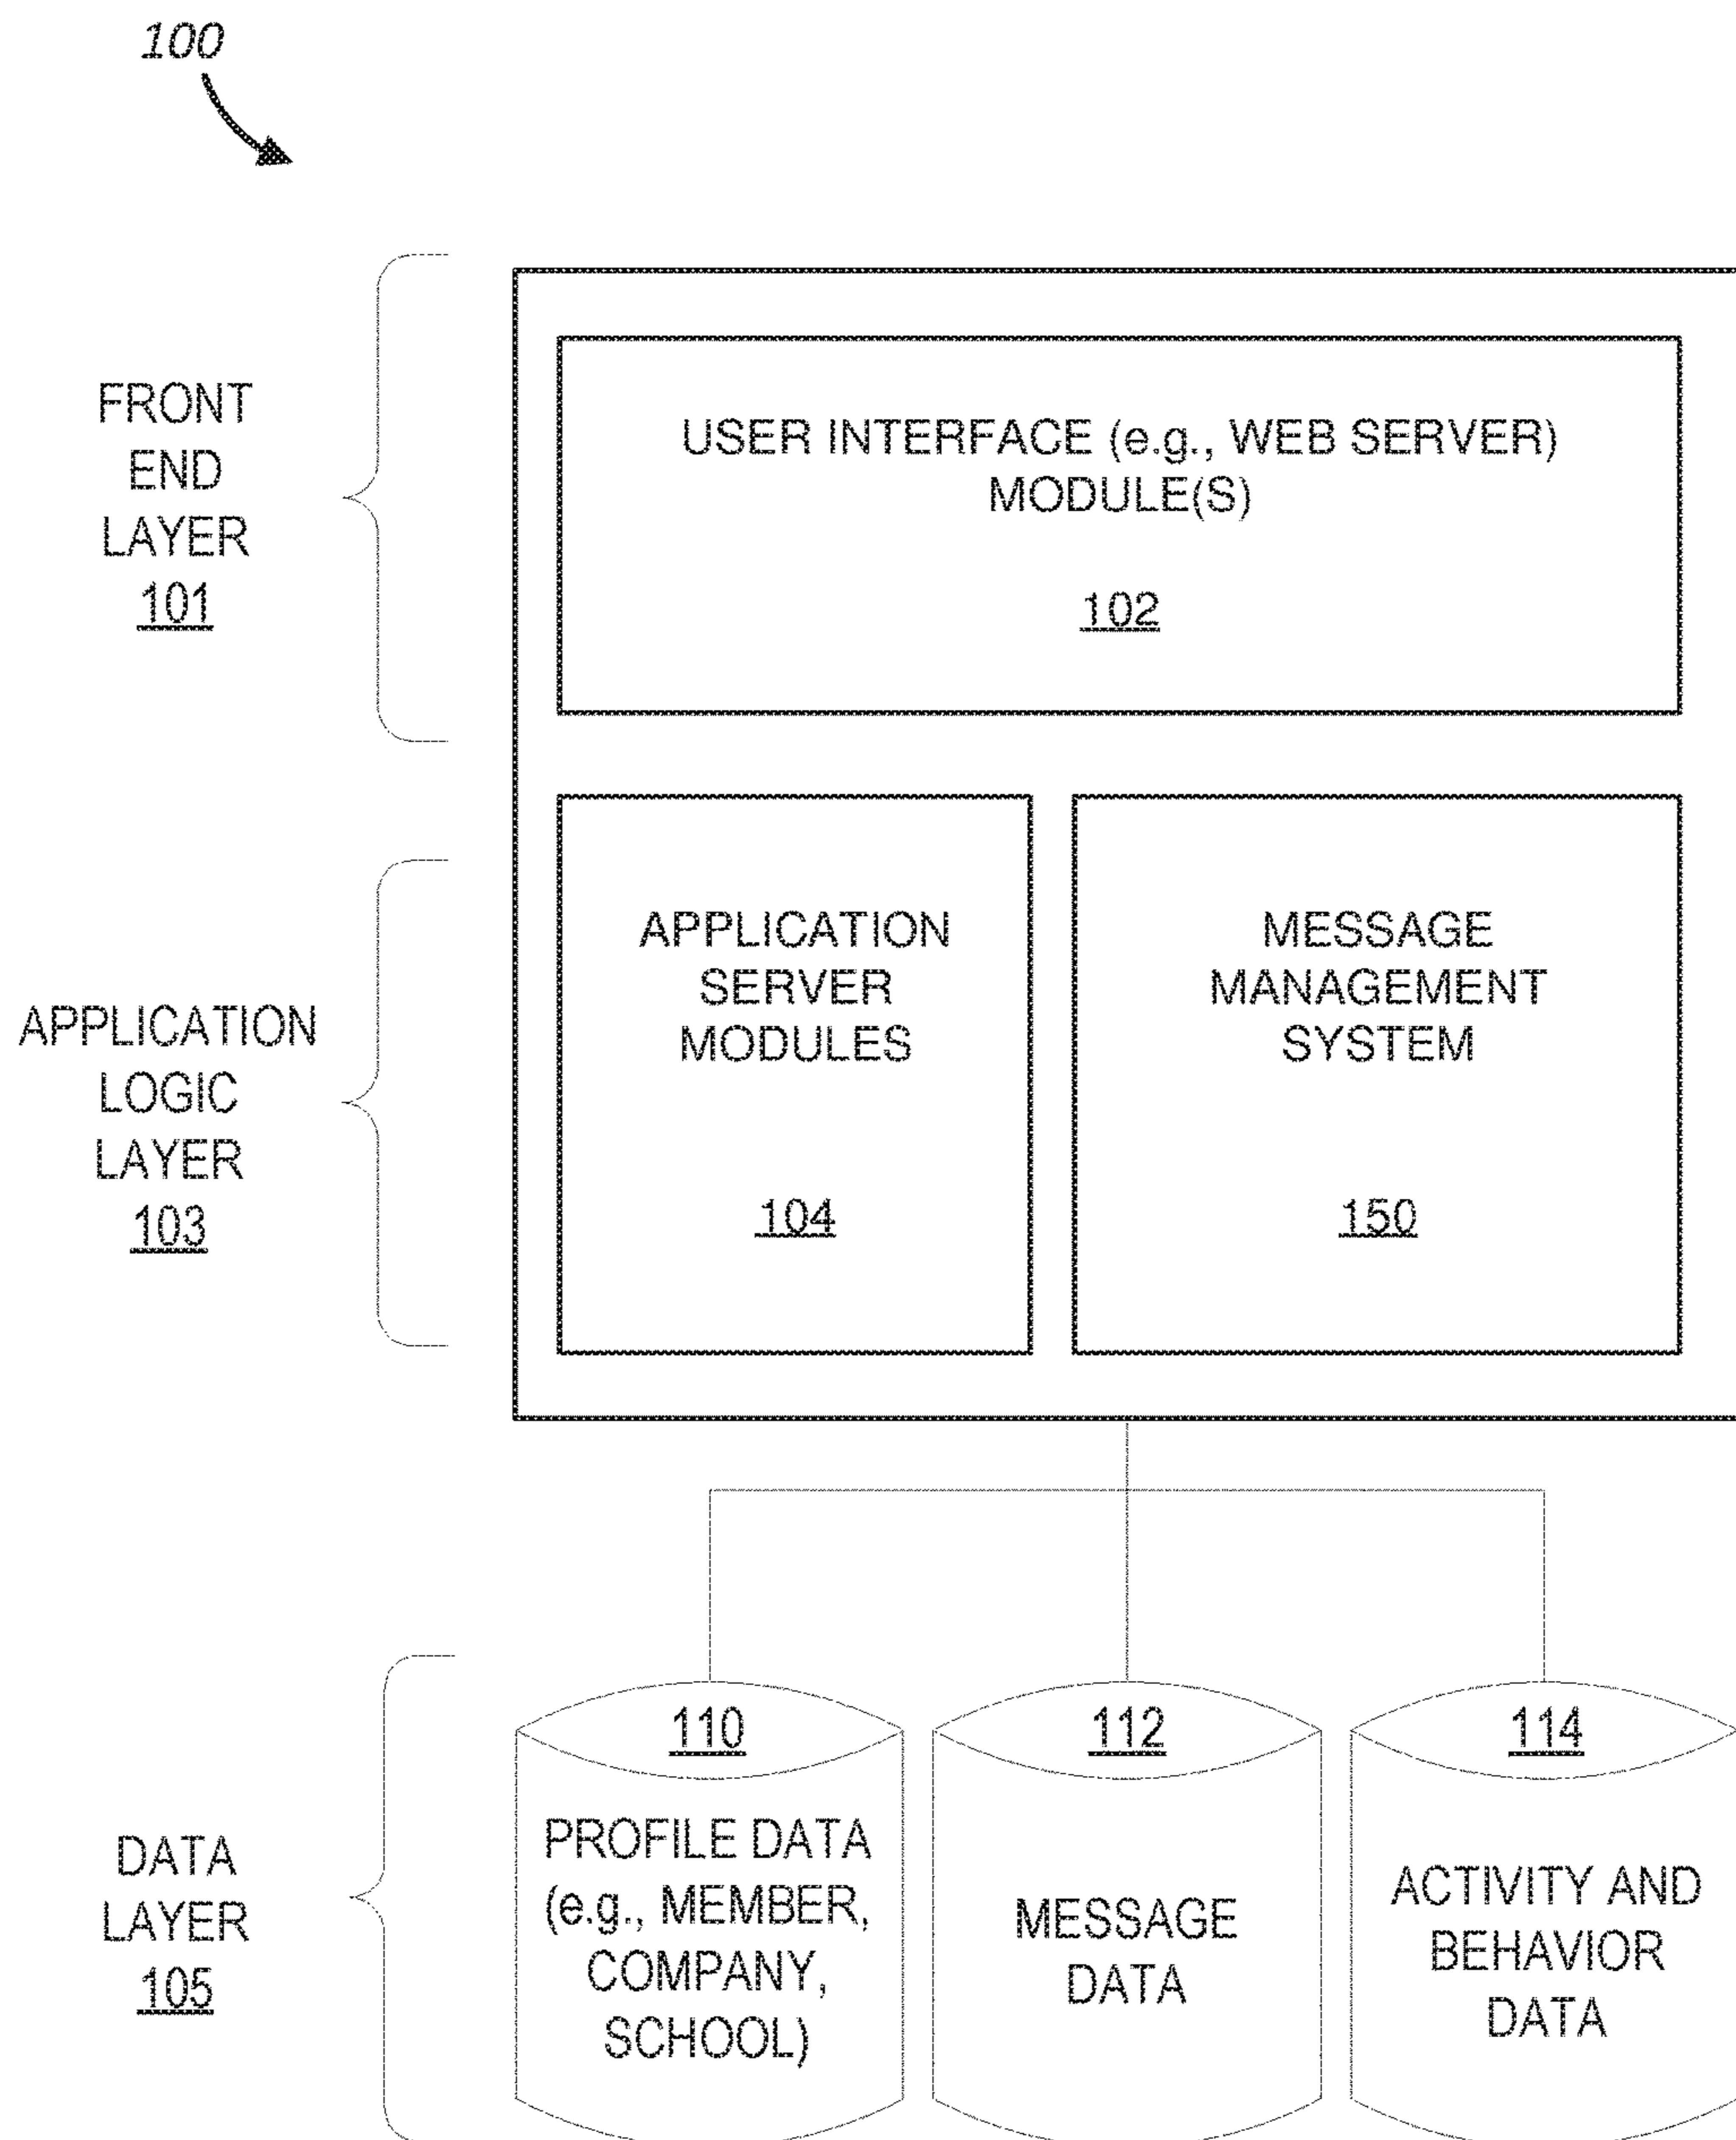 100
FRONT
END
LAYER
101
USER INTERFACE (e.g., WEB SERVER)
MODULE(S)
102
APPLICATION
LOGIC
LAYER
103
APPLICATION
SERVER
MODULES
104
MESSAGE
MANAGEMENT
SYSTEM
150
DATA
LAYER
105
110
PROFILE DATA
(e.g., MEMBER,
COMPANY,
SCHOOL)
112
MESSAGE
DATA
114
ACTIVITY AND
BEHAVIOR
DATA